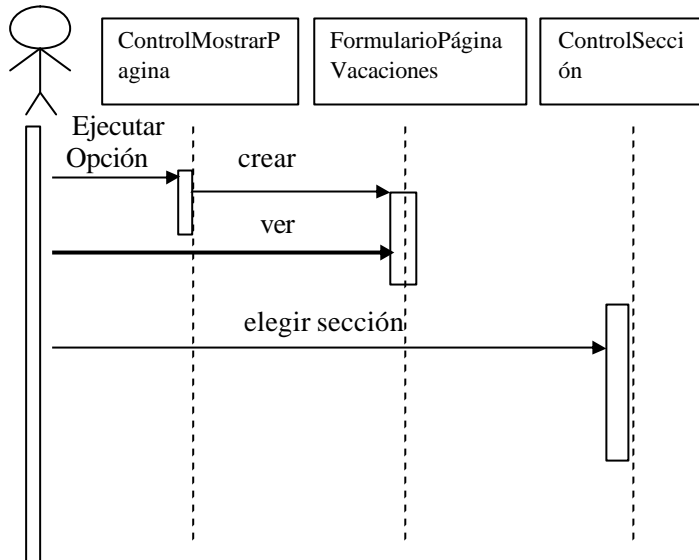 ControlMostrarP
agina
FormularioPágina
Vacaciones
ControlSecci
ón
Ejecutar
Opción
crear
ver
elegir sección